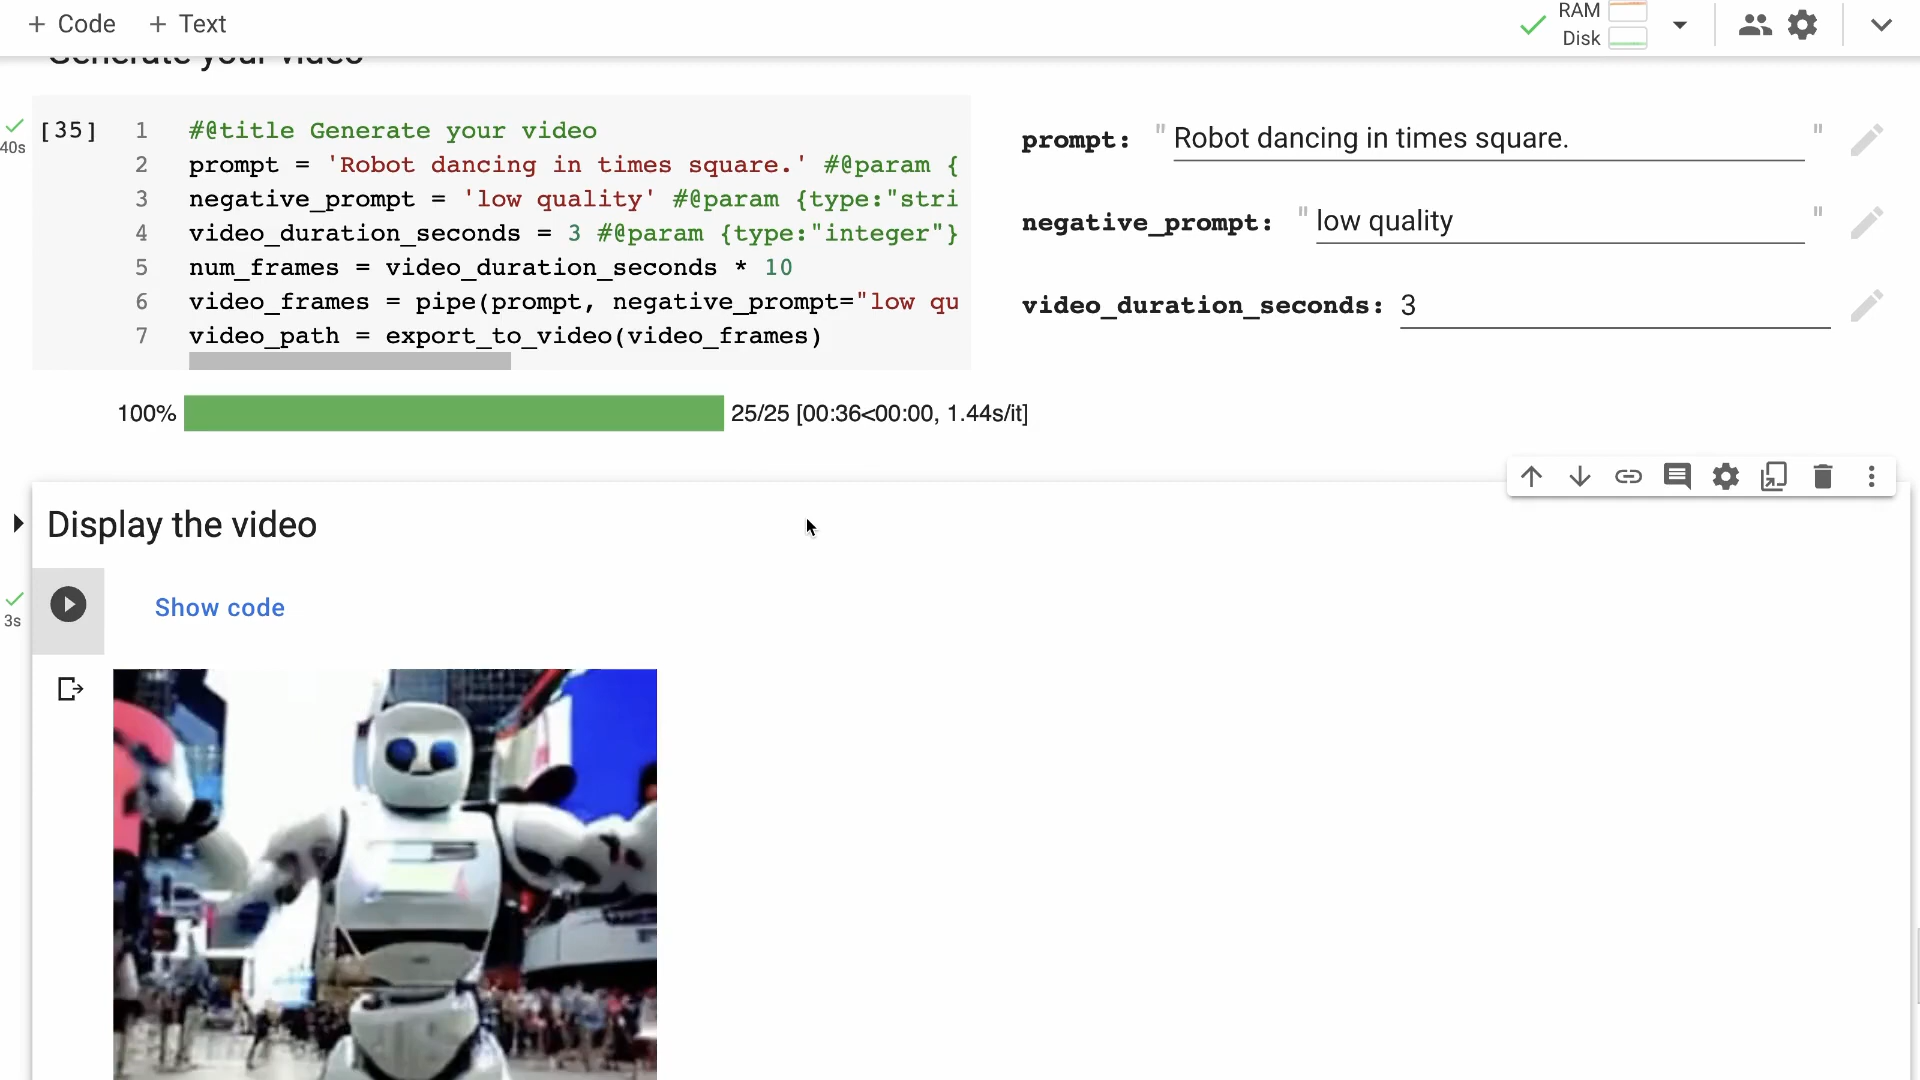 + Code + Text
RAM
Disk
Generate your video
[35]
40s
1 #@title Generate your video
2 prompt = 'Robot dancing in times square.' #@param {
3 negative_prompt = 'low quality' #@param {type:"stri
4 video_duration_seconds = 3 #@param {type:"integer"}
5 num_frames = video_duration_seconds * 10
6 video_frames = pipe(prompt, negative_prompt="low qu
7 video_path = export_to_video(video_frames)
prompt: "Robot dancing in times square."
negative_prompt: "low quality"
video_duration_seconds: 3
100% 25/25 [00:36<00:00, 1.44s/it]
Display the video
3s
Show code